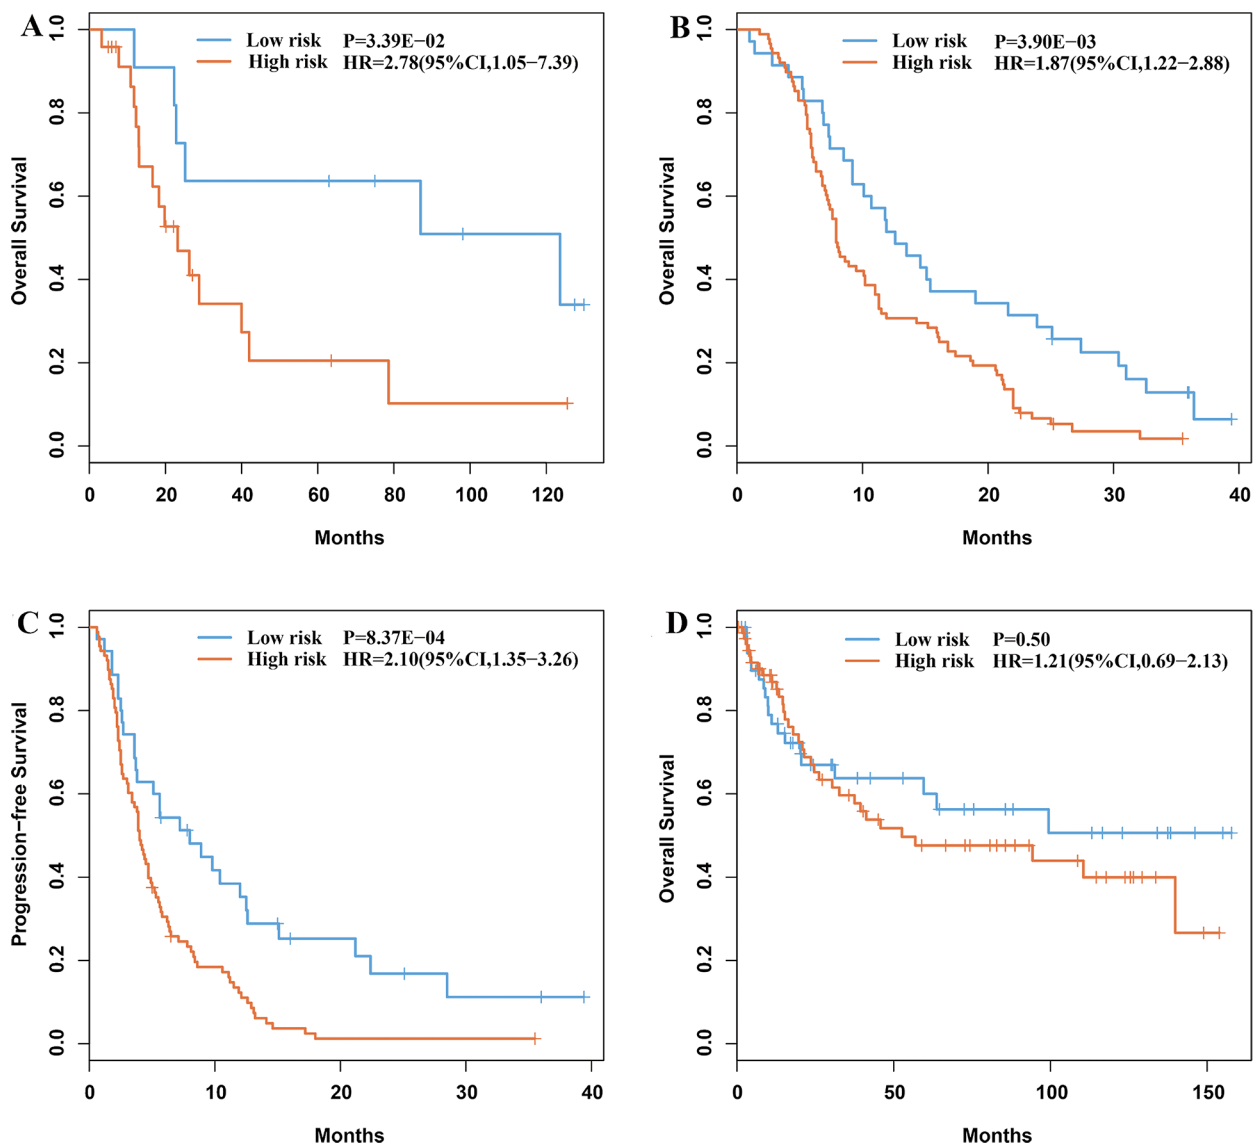 A
Low risk P=3.39E−02
High risk HR=2.78(95%CI,1.05−7.39)
Overall Survival
0.0 0.2 0.4 0.6 0.8 1.0
0 20 40 60 80 100 120
Months
B
Low risk P=3.90E−03
High risk HR=1.87(95%CI,1.22−2.88)
Overall Survival
0.0 0.2 0.4 0.6 0.8 1.0
0 10 20 30 40
Months
C
Low risk P=8.37E−04
High risk HR=2.10(95%CI,1.35−3.26)
Progression−free Survival
0.0 0.2 0.4 0.6 0.8 1.0
0 10 20 30 40
Months
D
Low risk P=0.50
High risk HR=1.21(95%CI,0.69−2.13)
Overall Survival
0.0 0.2 0.4 0.6 0.8 1.0
0 50 100 150
Months